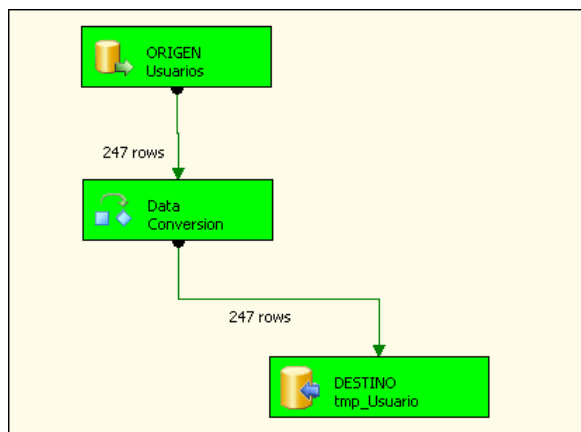 ORIGEN
Usuarios
247 rows
Data
Conversion
247 rows
DESTINO
tmp_Usuario